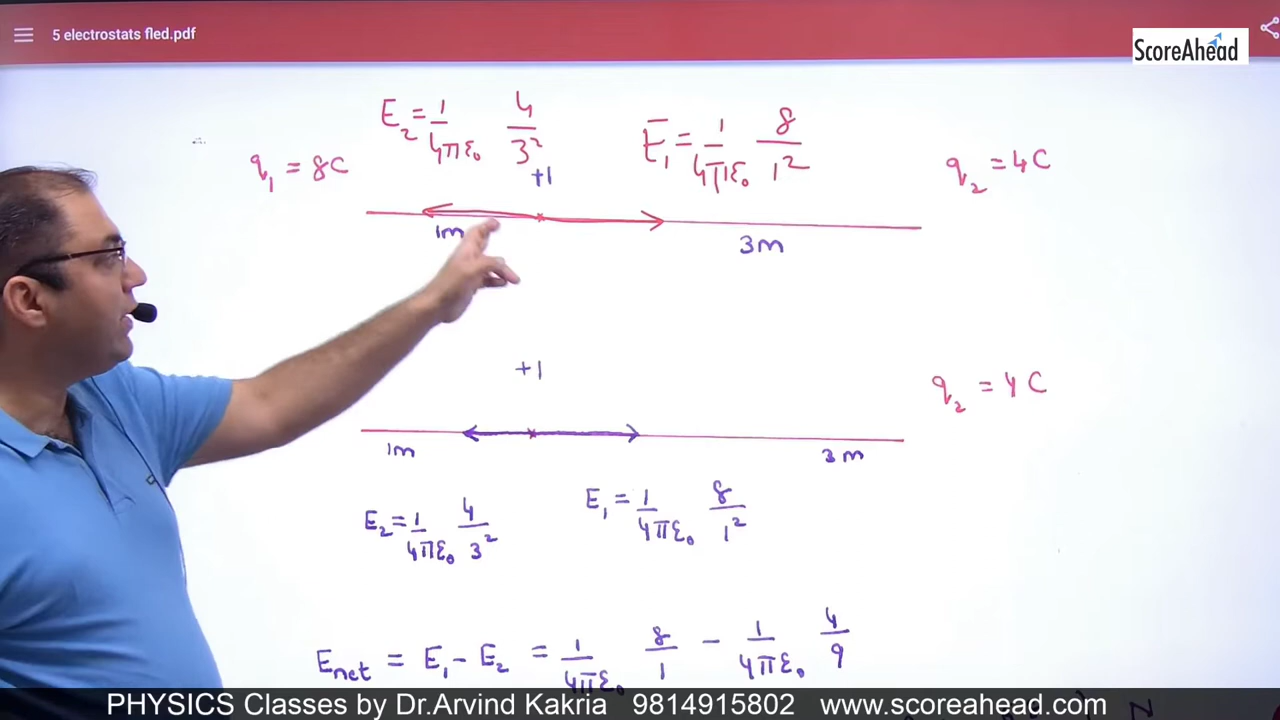 5 electrostats fled.pdf
ScoreAhead
E₂ = 1/4πε₀ 4/3²
E̅₁ = 1/4πε₀ 8/1²
q₁ = 8C
+1
q₂ = 4C
1m
3m
+1
q₂ = 4C
1m
3m
E₂ = 1/4πε₀ 4/3²
E₁ = 1/4πε₀ 8/1²
Enet = E₁ - E₂ = 1/4πε₀ 8/1 - 1/4πε₀ 4/9
PHYSICS Classes by Dr.Arvind Kakria 9814915802 www.scoreahead.com